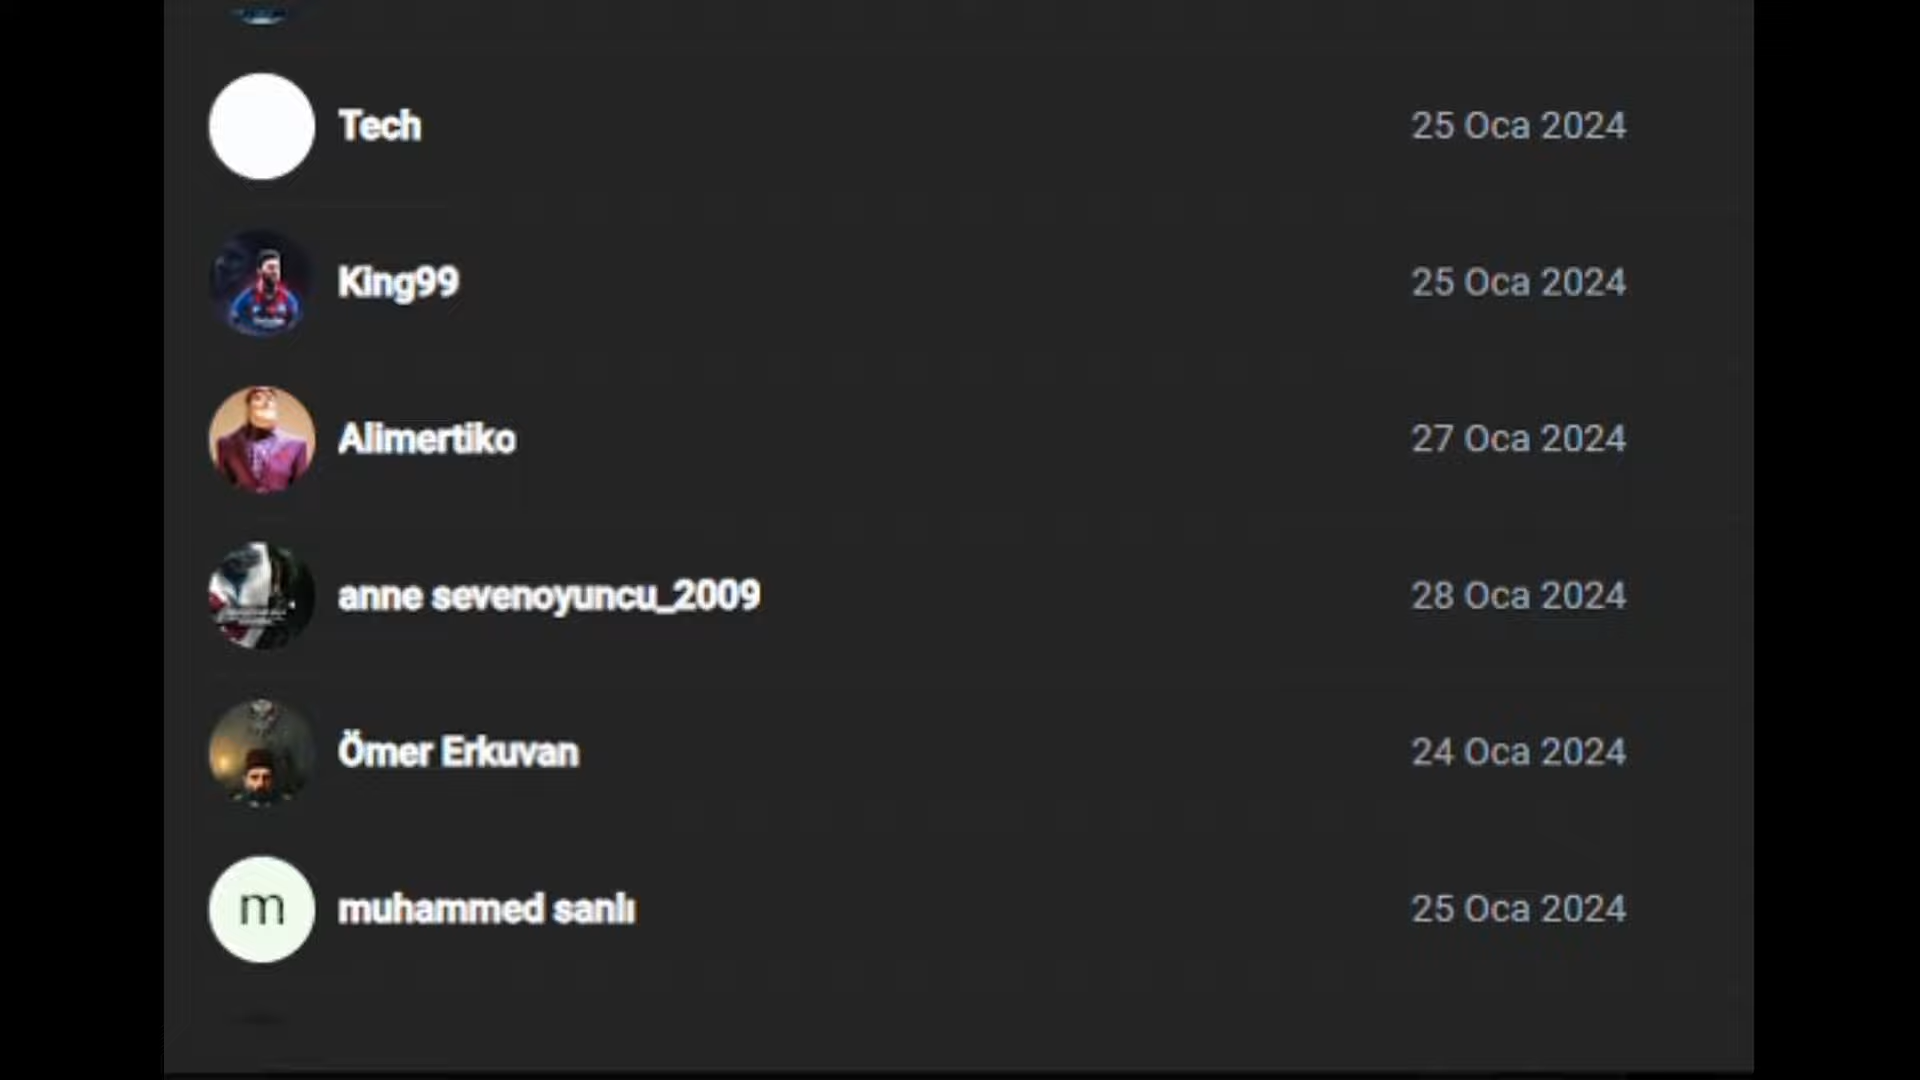 Tech 25 Oca 2024
King99 25 Oca 2024
Alimertiko 27 Oca 2024
anne sevenoyuncu_2009 28 Oca 2024
Ömer Erkuvan 24 Oca 2024
m muhammed sanlı 25 Oca 2024